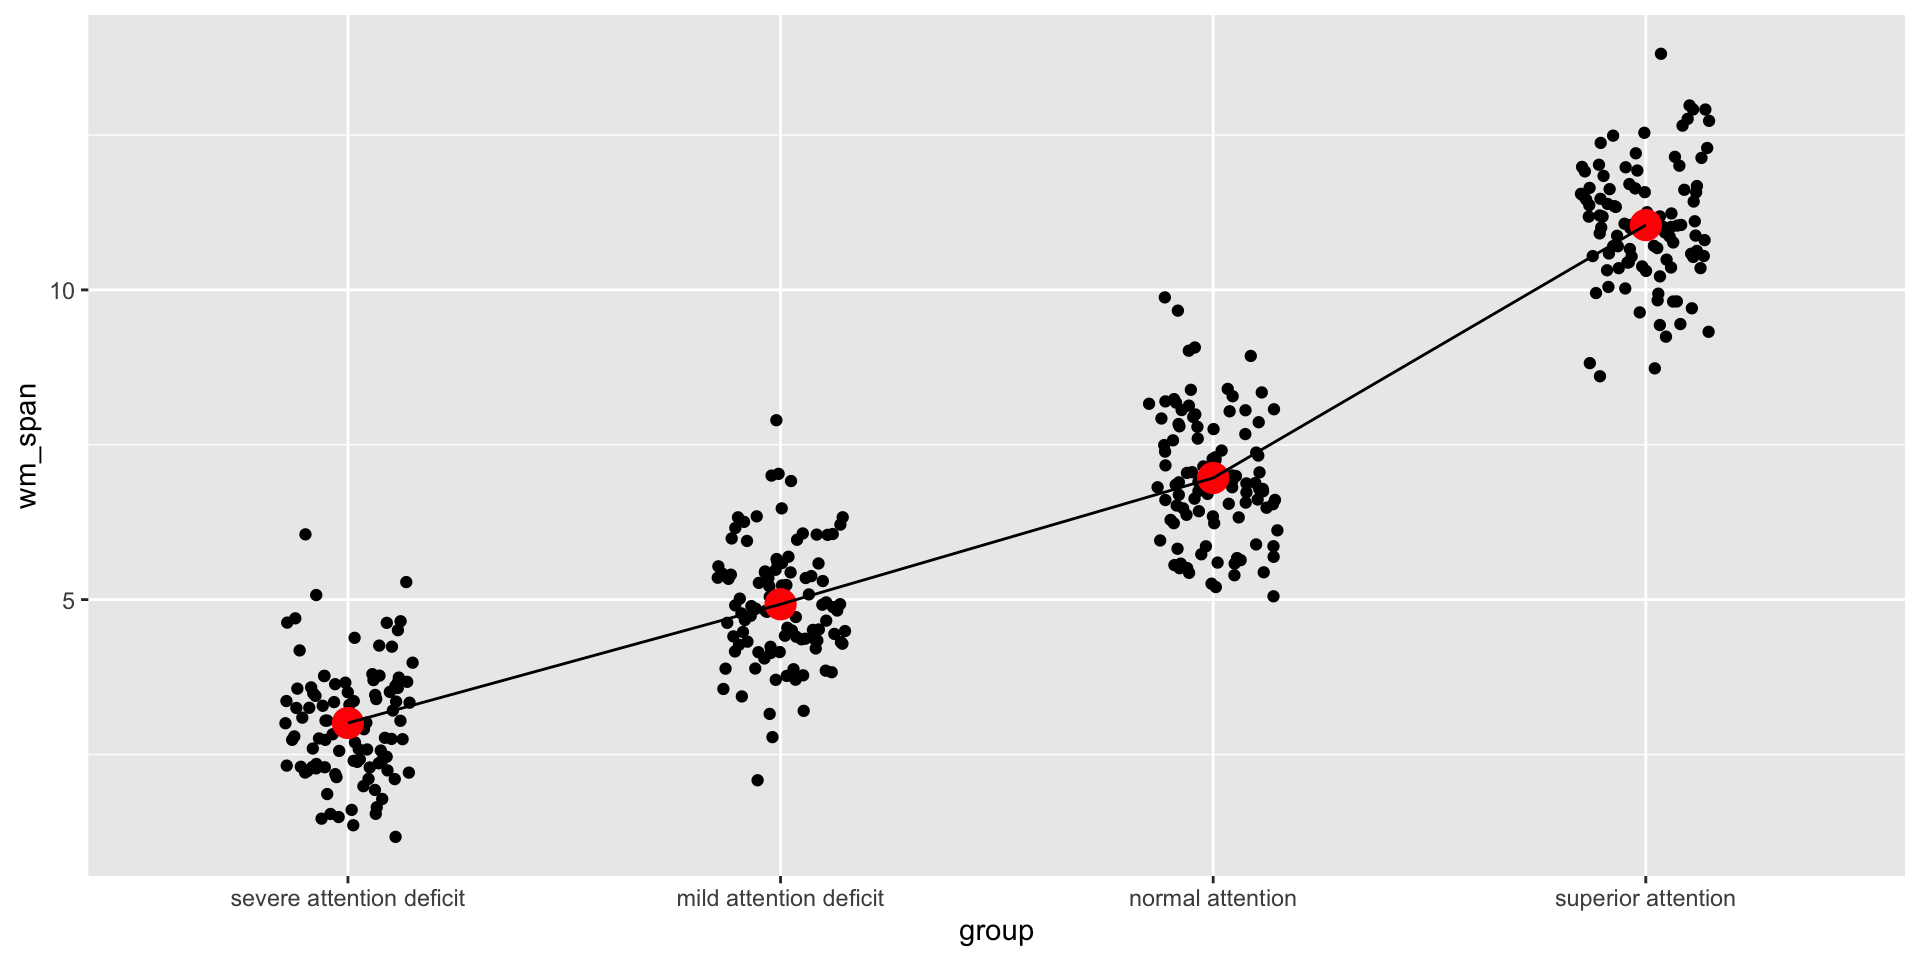 wm_span
10
5
severe attention deficit
mild attention deficit
normal attention
superior attention
group